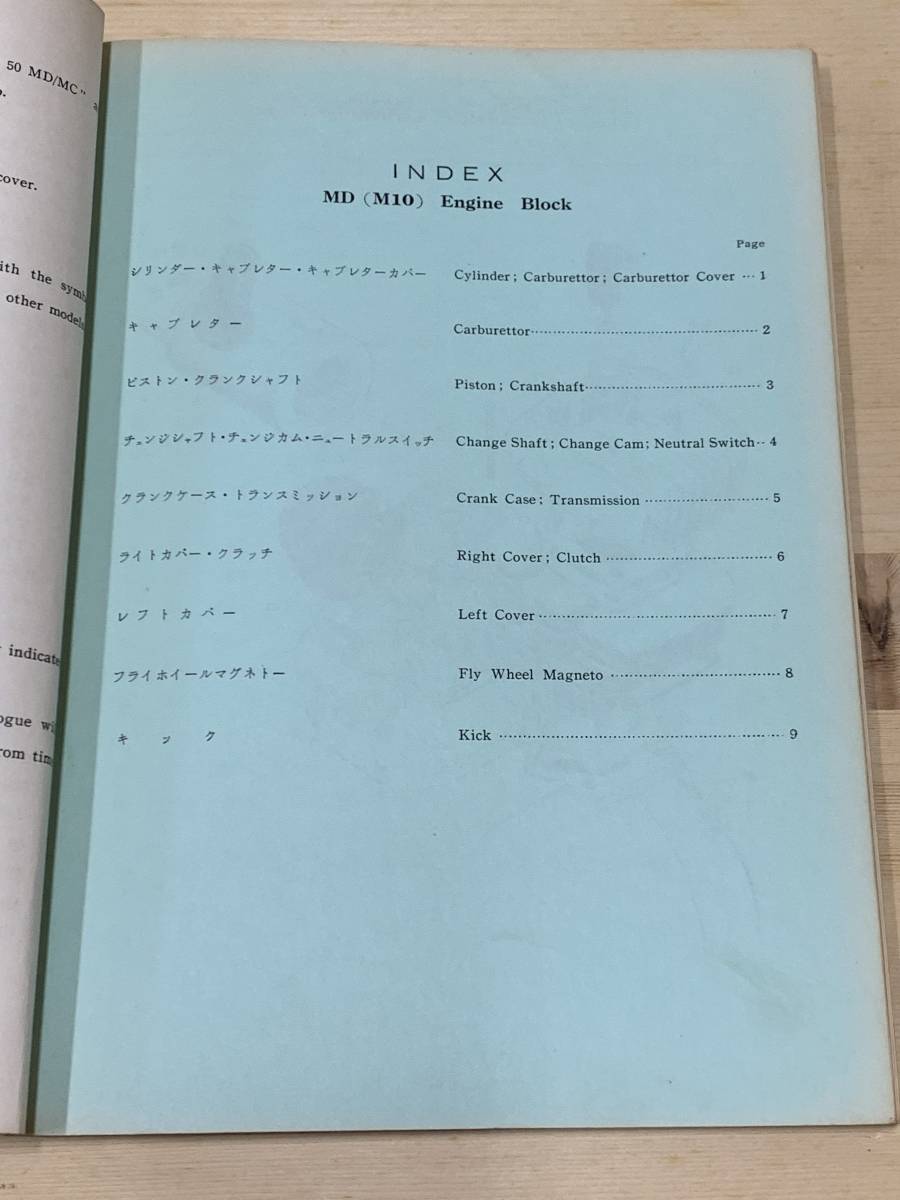 50 MD/MC"
cover.
with the
other models
indicate
from
INDEX
MD (M10) Engine Block
Page
シリンダー・キャブレター・キャブレターカバー Cylinder; Carburettor; Carburettor Cover ··· 1
キャブレター Carburettor······ 2
ピストン・クランクシャフト Piston; Crankshaft······ 3
チェンジシャフト・チェンジカム・ニュートラルスイッチ Change Shaft; Change Cam; Neutral Switch·· 4
クランクケース・トランスミッション Crank Case; Transmission ······ 5
ライトカバー・クラッチ Right Cover; Clutch ······ 6
レフトカバー Left Cover······ 7
フライホイールマグネトー Fly Wheel Magneto ······ 8
キック Kick ······ 9